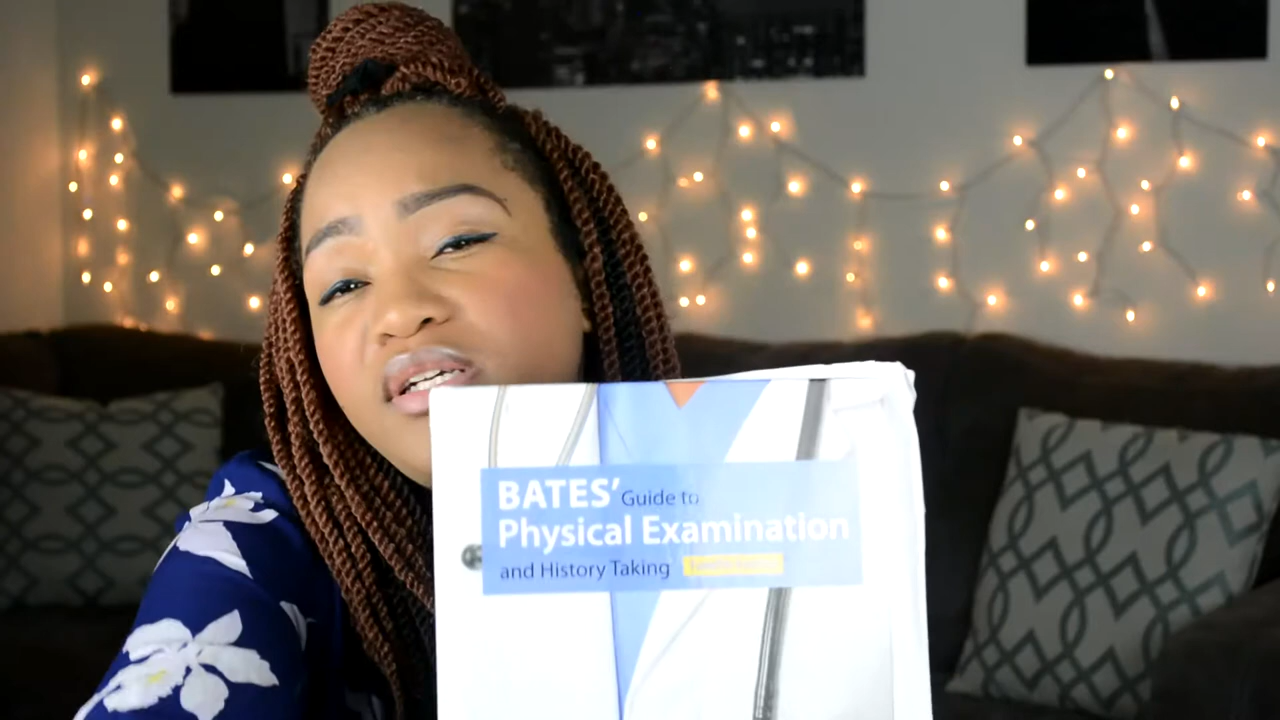 BATES' Guide to
Physical Examination
and History Taking